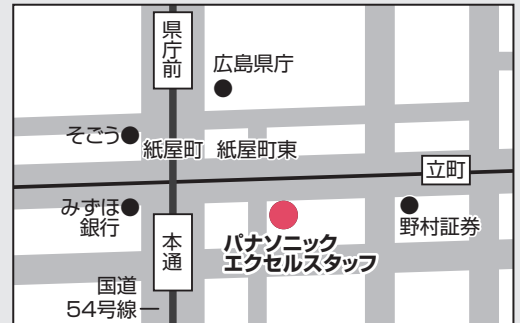 県庁前
広島県庁
そごう
紙屋町
紙屋町東
立町
みずほ
銀行
本通
パナソニック
エクセルスタッフ
野村証券
国道
54号線